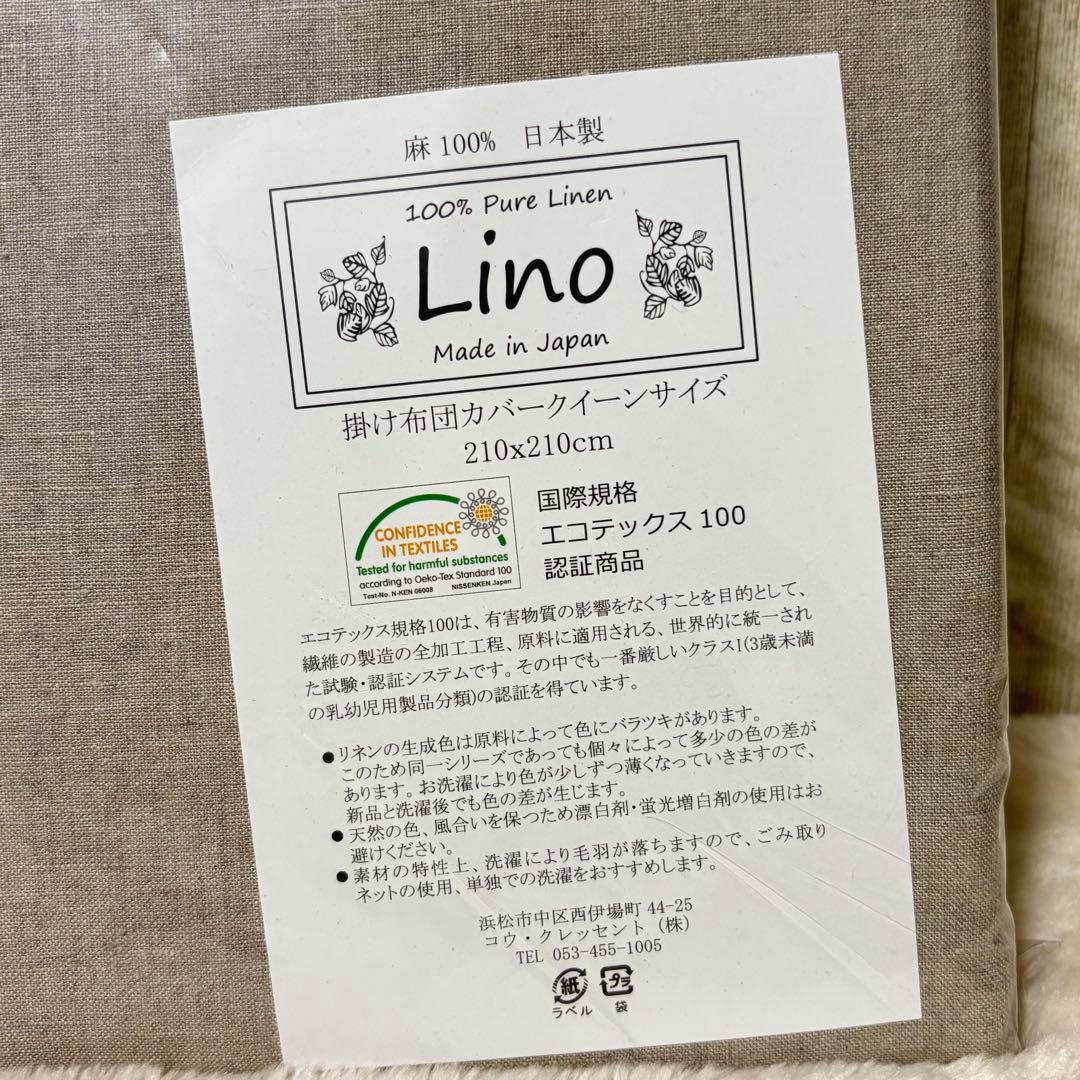 麻 100%　日本製
100% Pure Linen
Lino
Made in Japan
掛け布団カバークイーンサイズ
210x210cm
CONFIDENCE
IN TEXTILES
Tested for harmful substances
according to Oeko-Tex Standard 100
Test-No. N-KEN 06008 NISSENKEN Japan
国際規格
エコテックス 100
認証商品
エコテックス規格100は、有害物質の影響をなくすことを目的として、
繊維の製造の全加工工程、原料に適用される、世界的に統一され
た試験・認証システムです。その中でも一番厳しいクラスI(3歳未満
の乳幼児用製品分類)の認証を得ています。
●リネンの生成色は原料によって色にバラツキがあります。
このため同一シリーズであっても個々によって多少の色の差が
あります。お洗濯により色が少しずつ薄くなっていきますので、
新品と洗濯後でも色の差が生じます。
●天然の色、風合いを保つため漂白剤・蛍光増白剤の使用はお
避けください。
●素材の特性上、洗濯により毛羽が落ちますので、ごみ取り
ネットの使用、単独での洗濯をおすすめします。
浜松市中区西伊場町 44-25
コウ・クレッセント（株）
TEL 053-455-1005
紙 プラ
ラベル 袋